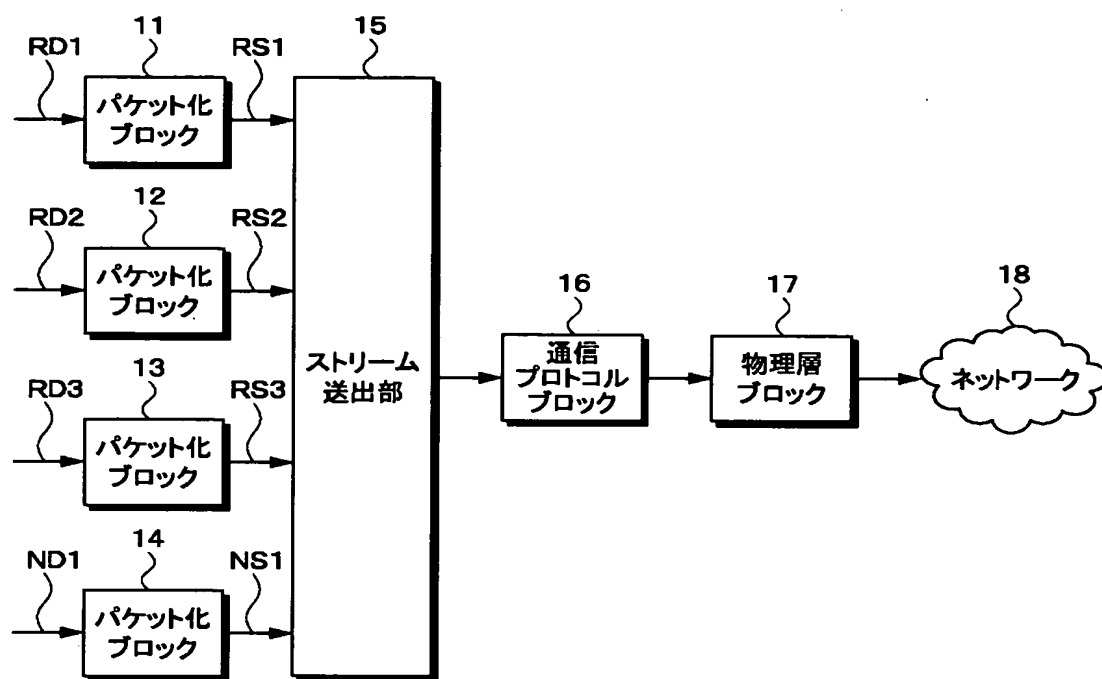 11
15
RD1
RS1
パケット化
ブロック
12
RD2
RS2
パケット化
ブロック
13
RD3
RS3
パケット化
ブロック
14
ND1
NS1
パケット化
ブロック
ストリーム
送出部
16
通信
プロトコル
ブロック
17
物理層
ブロック
18
ネットワーク